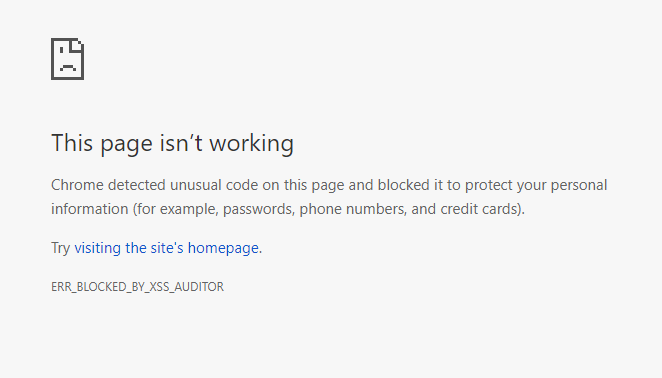 This page isn’t working
Chrome detected unusual code on this page and blocked it to protect your personal
information (for example, passwords, phone numbers, and credit cards).
Try visiting the site's homepage.
ERR_BLOCKED_BY_XSS_AUDITOR